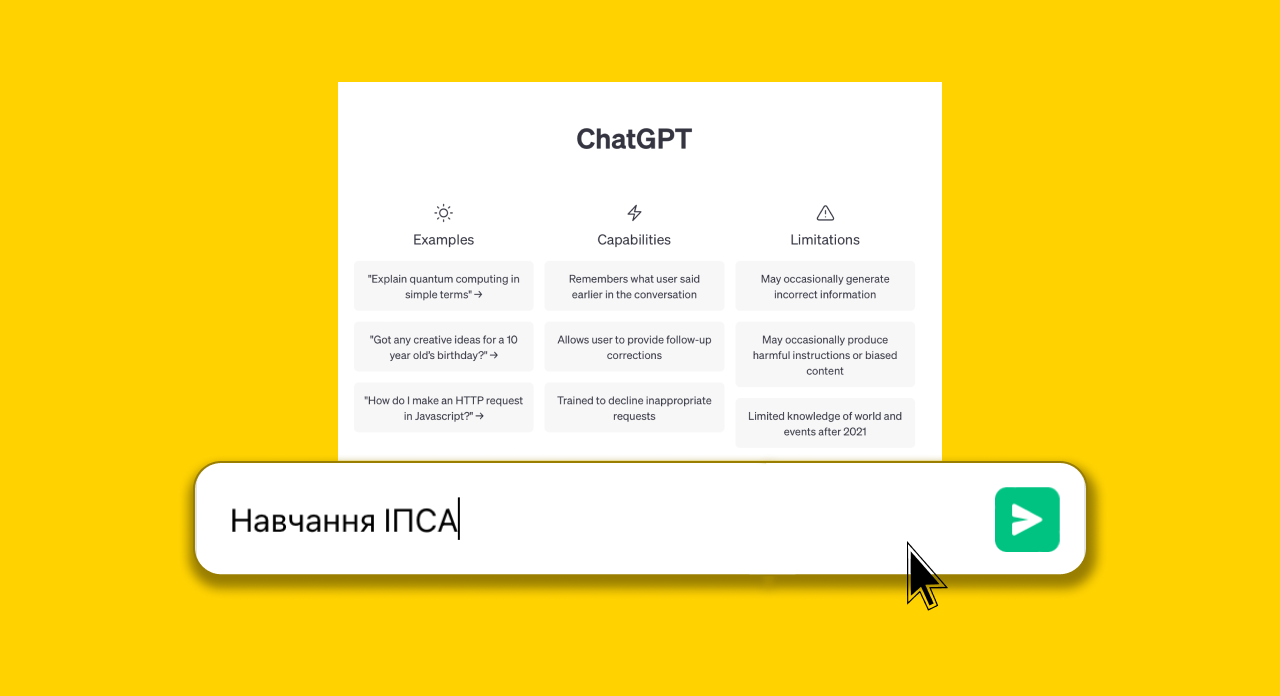 ChatGPT
Examples
"Explain quantum computing in
simple terms" →
"Got any creative ideas for a 10
year old's birthday?" →
"How do I make an HTTP request
in Javascript?" →
Capabilities
Remembers what user said
earlier in the conversation
Allows user to provide follow-up
corrections
Trained to decline inappropriate
requests
Limitations
May occasionally generate
incorrect information
May occasionally produce
harmful instructions or biased
content
Limited knowledge of world and
events after 2021
Навчання ІПСА